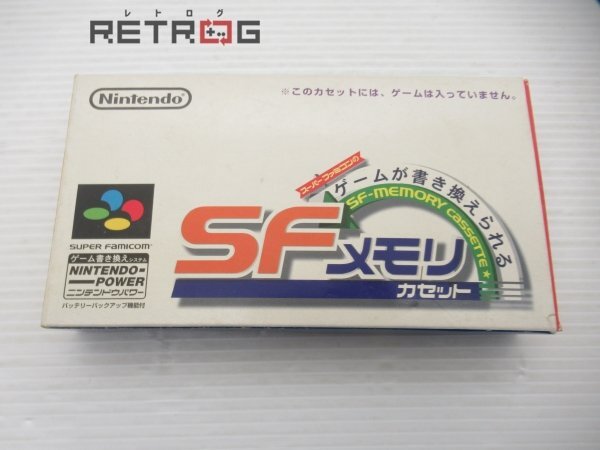 レトログ
RETROG
Nintendo
※このカセットには、ゲームは入っていません。
スーパーファミコンの
ゲームが書き換えられる
SF-MEMORY CASSETTE★
SFメモリ
カセット
SUPER FAMICOM
ゲーム書き換えシステム
NINTENDO
POWER
ニンテンドウパワー
バッテリーバックアップ機能付